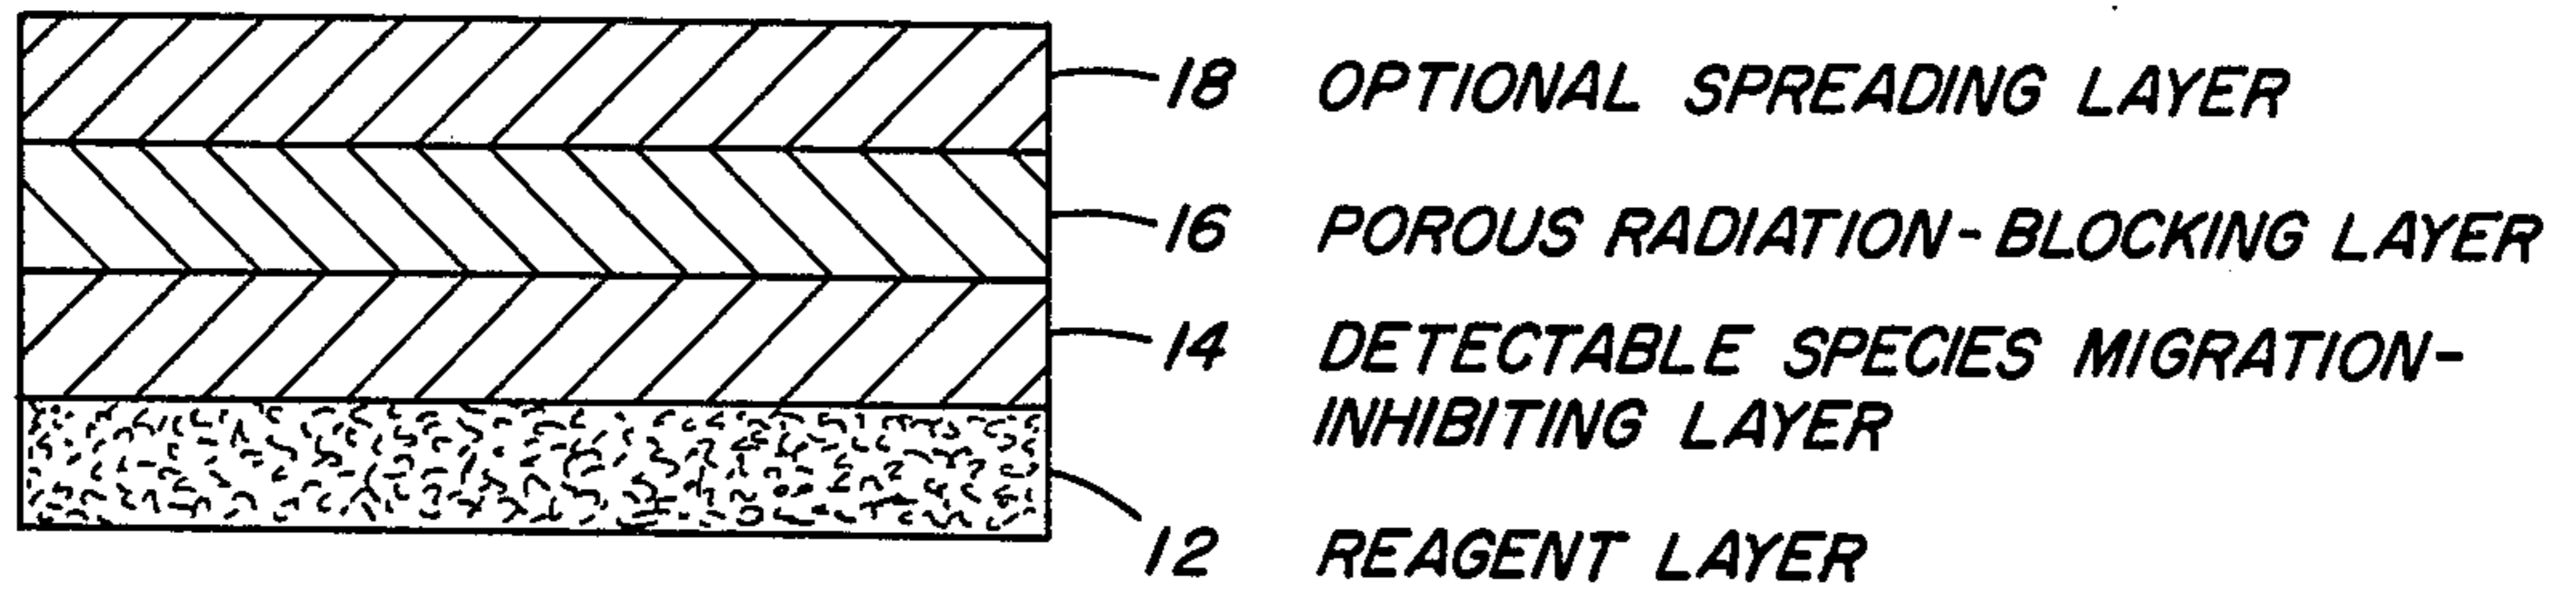 18 OPTIONAL SPREADING LAYER
16 POROUS RADIATION-BLOCKING LAYER
14 DETECTABLE SPECIES MIGRATION-
INHIBITING LAYER
12 REAGENT LAYER